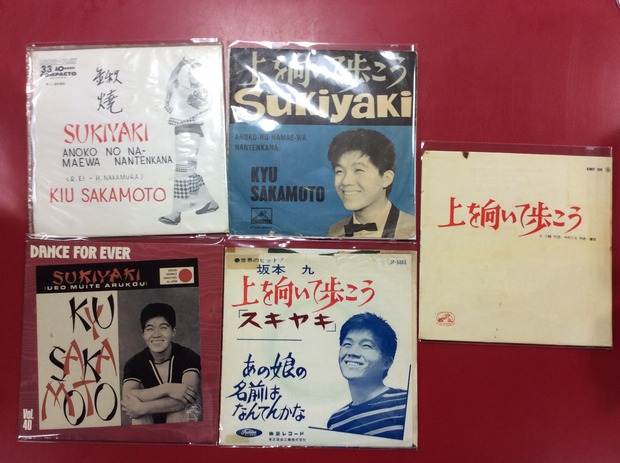 33
COMPACTO
SUKIYAKI
ANOKO NO NA-
MAEWA NANTENKANA
(R. EI - H. NAKAMURA)
KIU SAKAMOTO
上を向いて歩こう
Sukiyaki
ANOKO-NO NAMAE-WA
NANTENKANA
KYU
SAKAMOTO
上を向いて歩こう
DANCE FOR EVER
SUKIYAKI
(UEO MUITE ARUKOU)
KIU
SAKA
MOTO
Vol.
40
世界のヒット!
坂本 九
上を向いて歩こう
「スキヤキ」
あの娘の
名前は
なんてんかな
東芝レコード